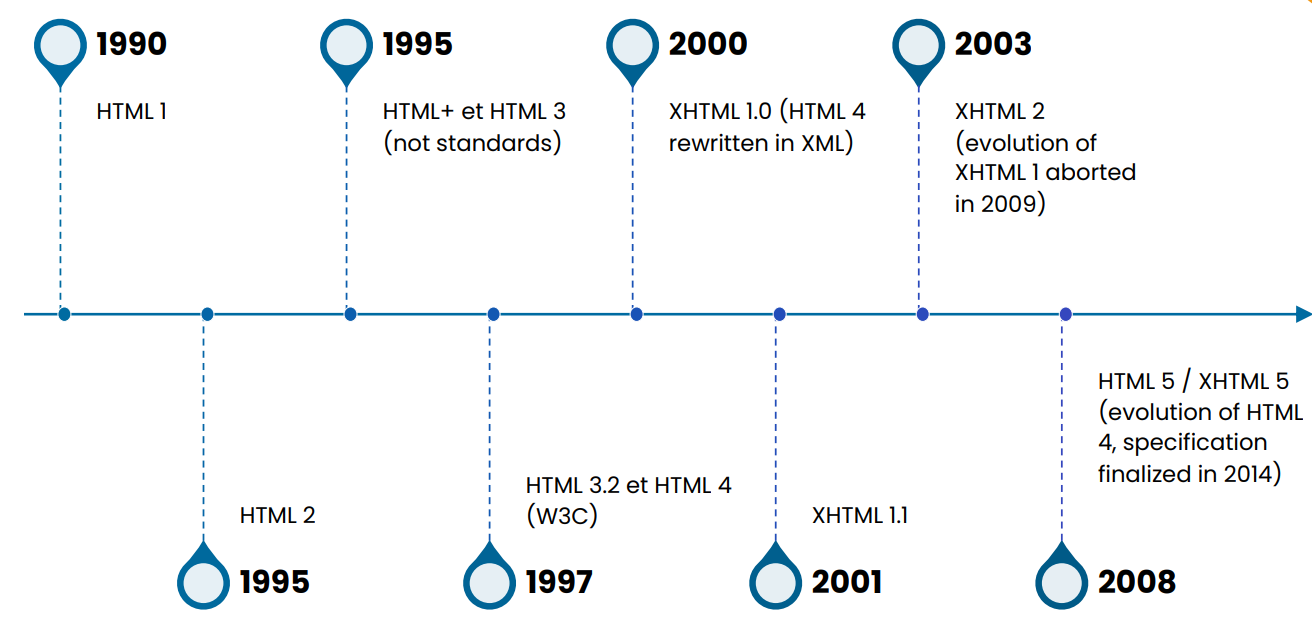 1990
HTML 1
1995
HTML+ et HTML 3
(not standards)
2000
XHTML 1.0 (HTML 4
rewritten in XML)
2003
XHTML 2
(evolution of
XHTML 1 aborted
in 2009)
HTML 2
1995
HTML 3.2 et HTML 4
(W3C)
1997
XHTML 1.1
2001
HTML 5 / XHTML 5
(evolution of HTML
4, specification
finalized in 2014)
2008